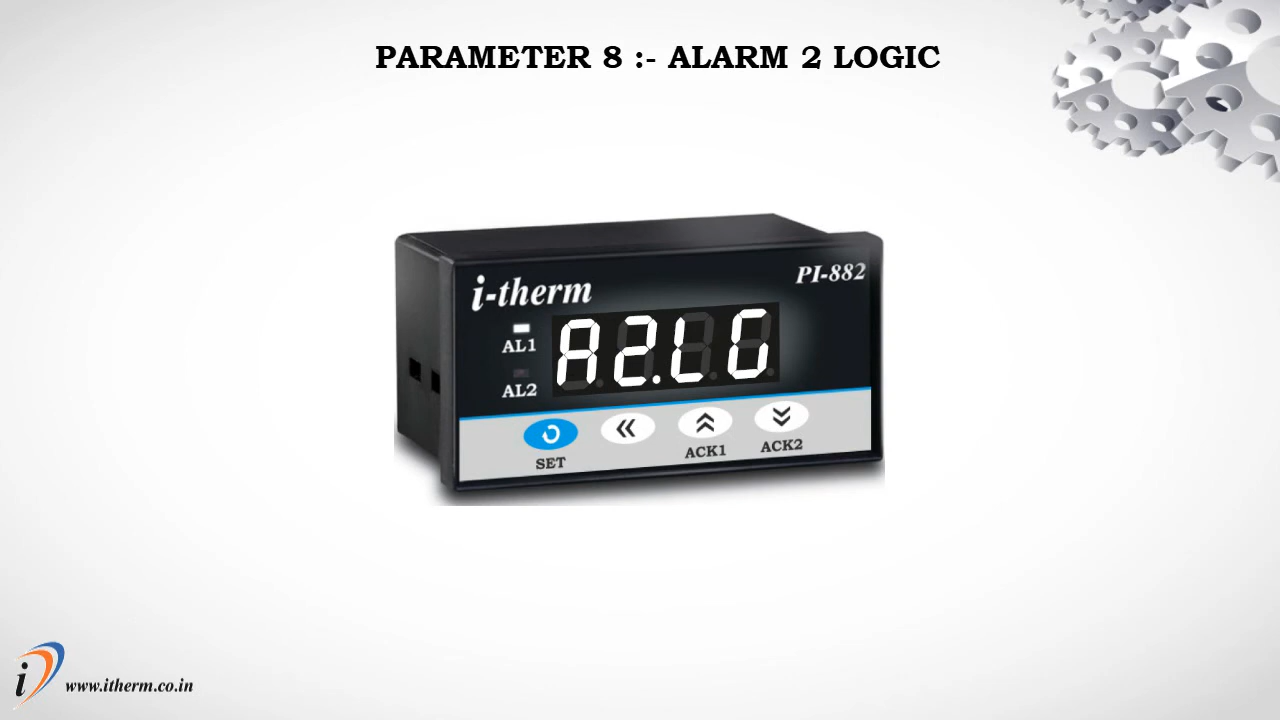 PARAMETER 8 :- ALARM 2 LOGIC
i-therm
PI-882
AL1
A2.LG
AL2
SET
ACK1
ACK2
i
www.itherm.co.in